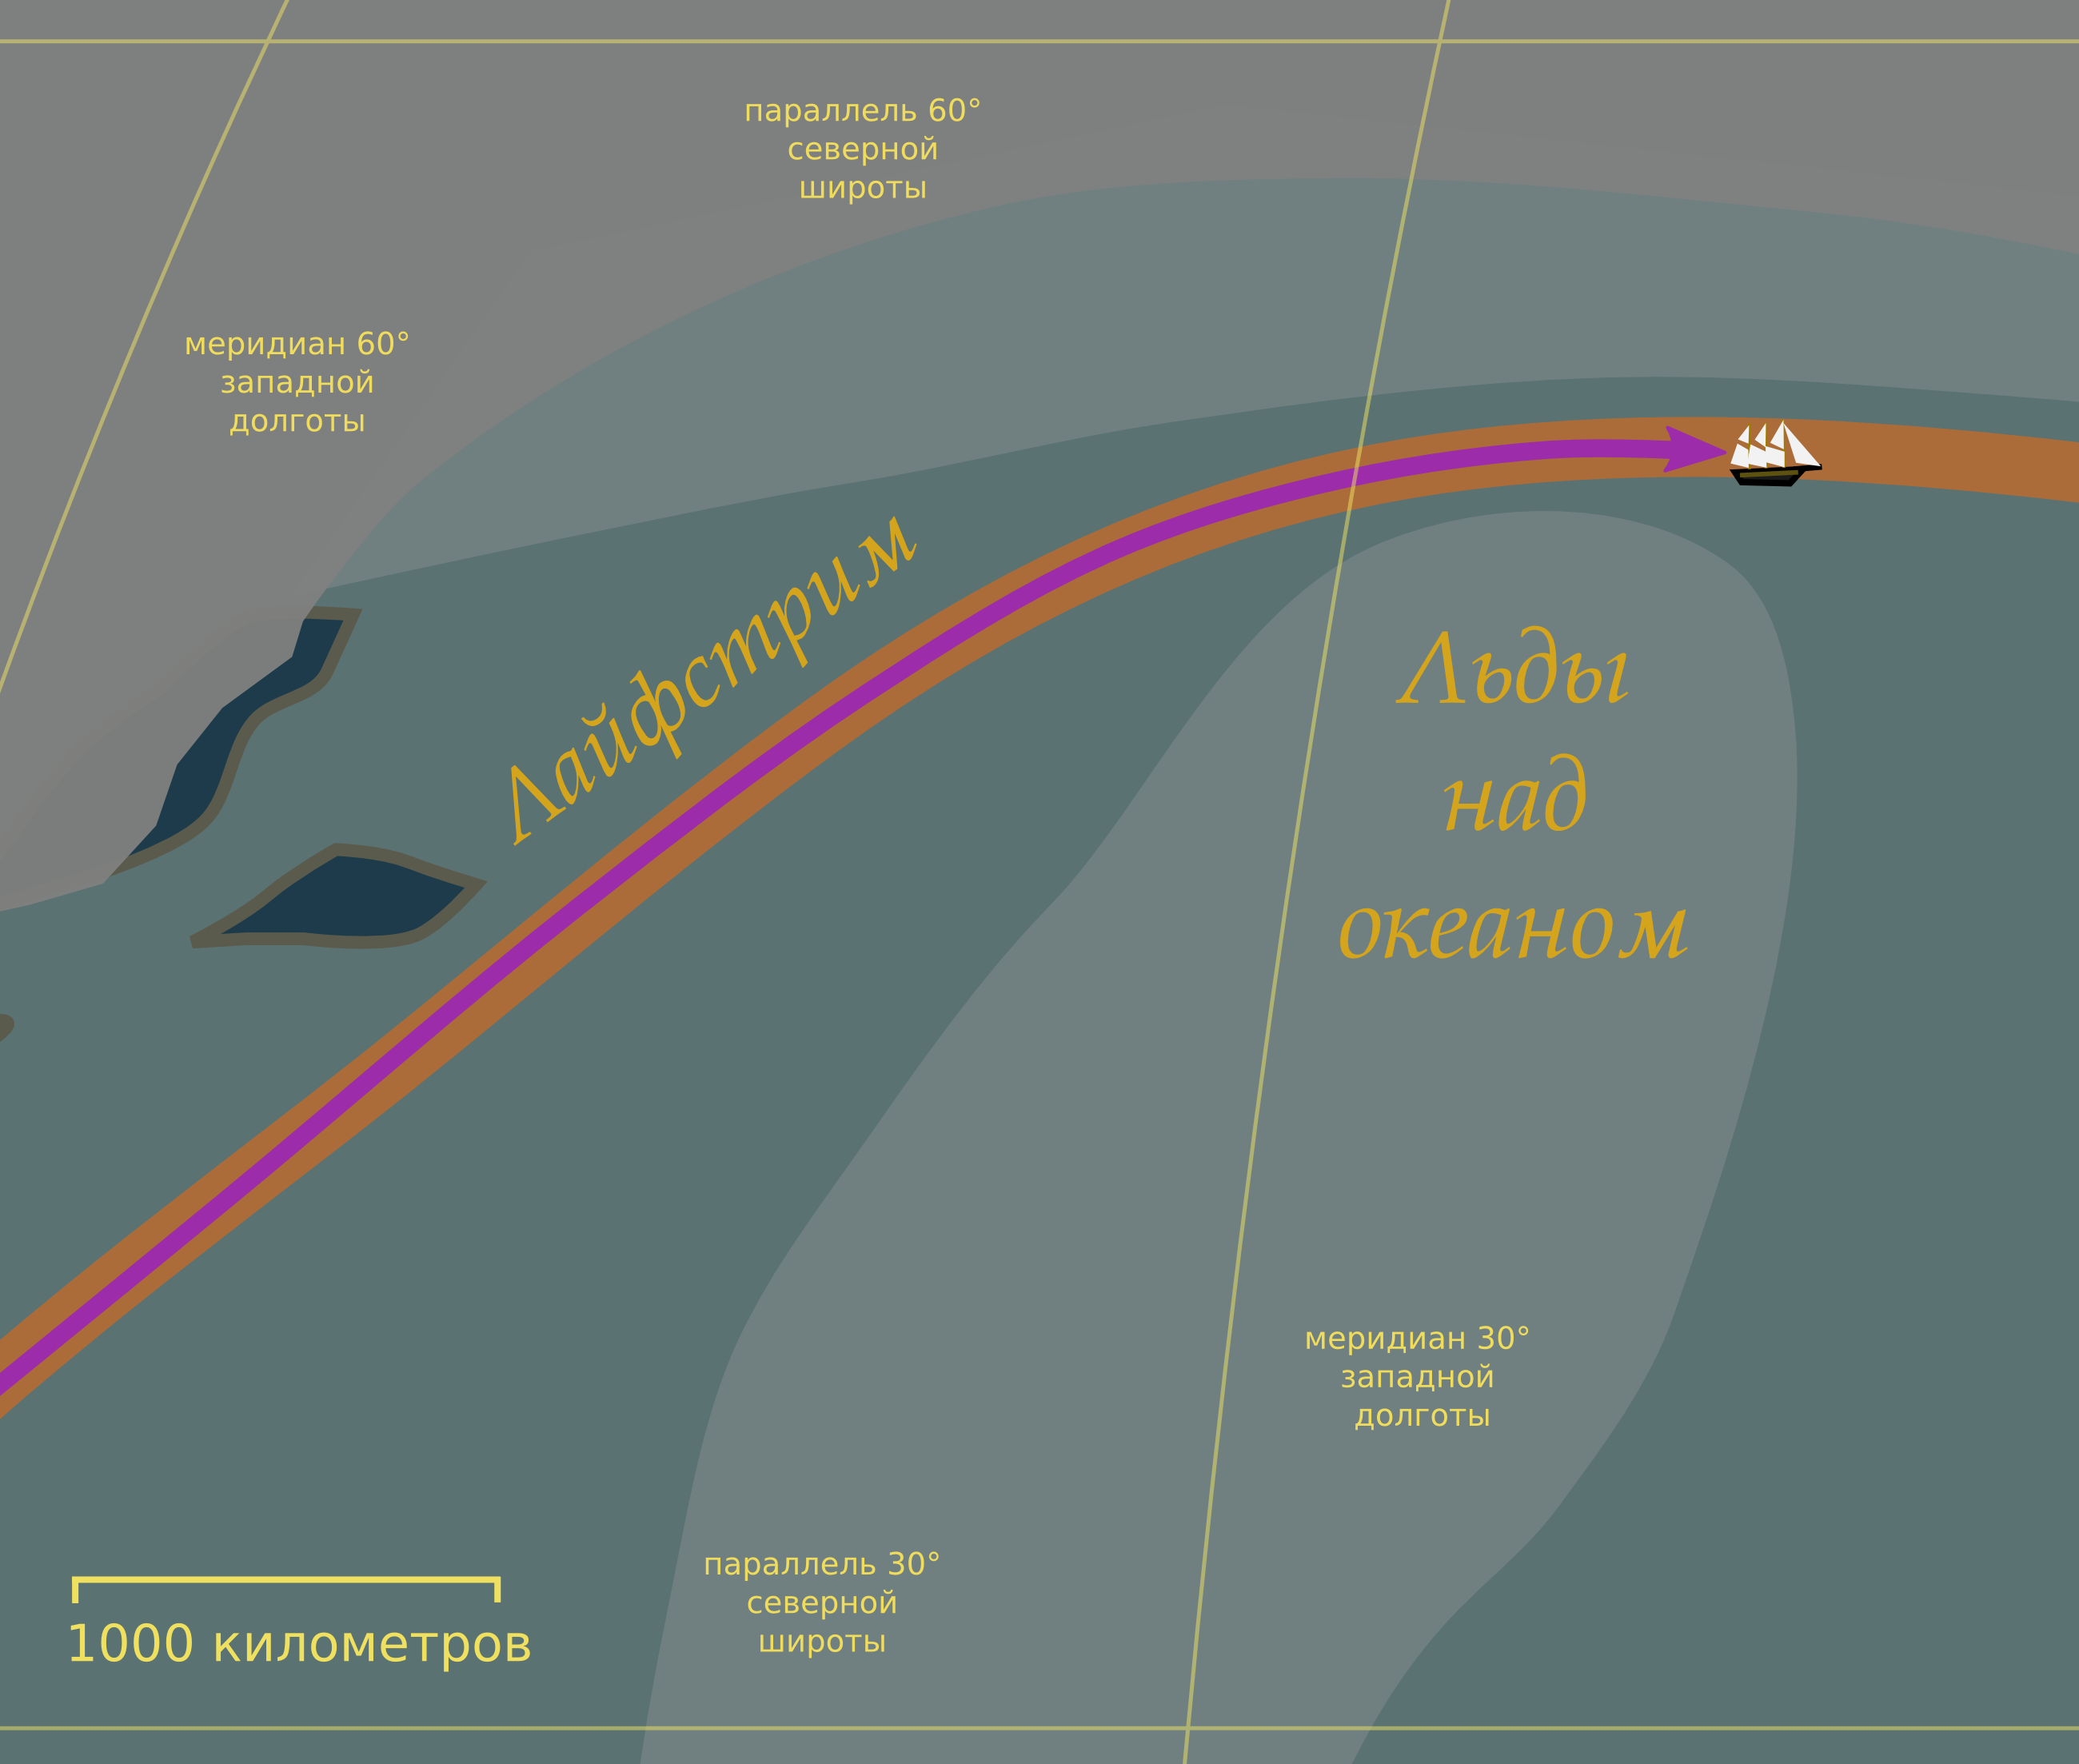 параллель 60°
северной
широты
меридиан 60°
западной
долготы
Лайфстрим
Льды
над
океаном
меридиан 30°
западной
долготы
параллель 30°
северной
широты
1000 километров